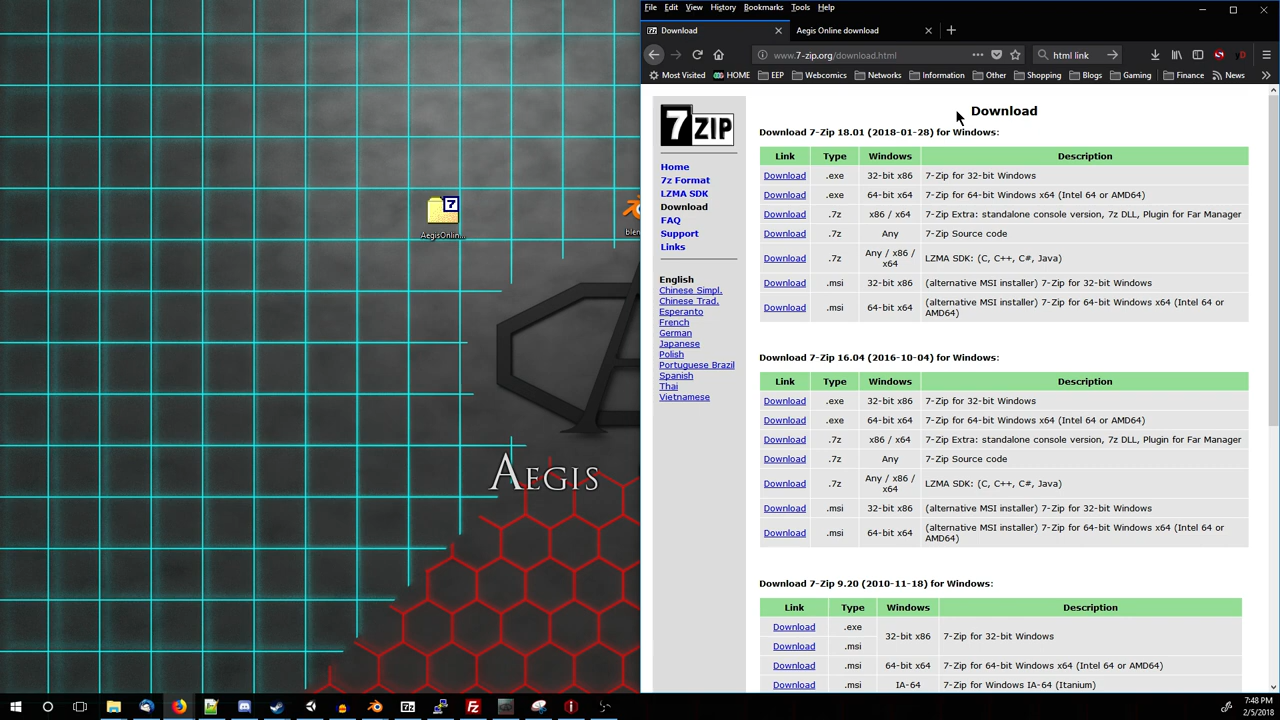 File Edit View History Bookmarks Tools Help
Download
Aegis Online download
www.7-zip.org/download.html
html link
Most Visited HOME EEP Webcomics Networks Information Other Shopping Blogs Gaming Finance News
7ZIP
Home
7z Format
LZMA SDK
Download
FAQ
Support
Links
English
Chinese Simpl.
Chinese Trad.
Esperanto
French
German
Japanese
Polish
Portuguese Brazil
Spanish
Thai
Vietnamese
Download
Download 7-Zip 18.01 (2018-01-28) for Windows:
Link Type Windows Description
Download .exe 32-bit x86 7-Zip for 32-bit Windows
Download .exe 64-bit x64 7-Zip for 64-bit Windows x64 (Intel 64 or AMD64)
Download .7z x86 / x64 7-Zip Extra: standalone console version, 7z DLL, Plugin for Far Manager
Download .7z Any 7-Zip Source code
Download .7z Any / x86 / x64 LZMA SDK: (C, C++, C#, Java)
Download .msi 32-bit x86 (alternative MSI installer) 7-Zip for 32-bit Windows
Download .msi 64-bit x64 (alternative MSI installer) 7-Zip for 64-bit Windows x64 (Intel 64 or
AMD64)
Download 7-Zip 16.04 (2016-10-04) for Windows:
Link Type Windows Description
Download .exe 32-bit x86 7-Zip for 32-bit Windows
Download .exe 64-bit x64 7-Zip for 64-bit Windows x64 (Intel 64 or AMD64)
Download .7z x86 / x64 7-Zip Extra: standalone console version, 7z DLL, Plugin for Far Manager
Download .7z Any 7-Zip Source code
Download .7z Any / x86 / x64 LZMA SDK: (C, C++, C#, Java)
Download .msi 32-bit x86 (alternative MSI installer) 7-Zip for 32-bit Windows
Download .msi 64-bit x64 (alternative MSI installer) 7-Zip for 64-bit Windows x64 (Intel 64 or
AMD64)
Download 7-Zip 9.20 (2010-11-18) for Windows:
Link Type Windows Description
Download .exe 32-bit x86 7-Zip for 32-bit Windows
Download .msi
Download .msi 64-bit x64 7-Zip for 64-bit Windows x64 (Intel 64 or AMD64)
Download .msi IA-64 7-Zip for Windows IA-64 (Itanium)
7
AegisOnlin...
blen
AEGIS
7z
7:48 PM
2/5/2018